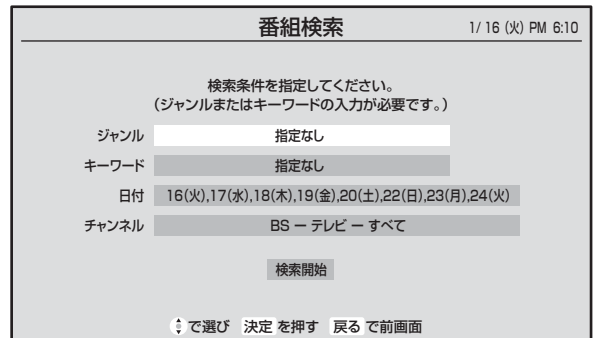 番組検索 1/ 16 (火) PM 6:10
検索条件を指定してください。
(ジャンルまたはキーワードの入力が必要です。)
ジャンル 指定なし
キーワード 指定なし
日付 16(火),17(水),18(木),19(金),20(土),22(日),23(月),24(火)
チャンネル BS ー テレビ ー すべて
検索開始
で選び 決定 を押す 戻る で前画面